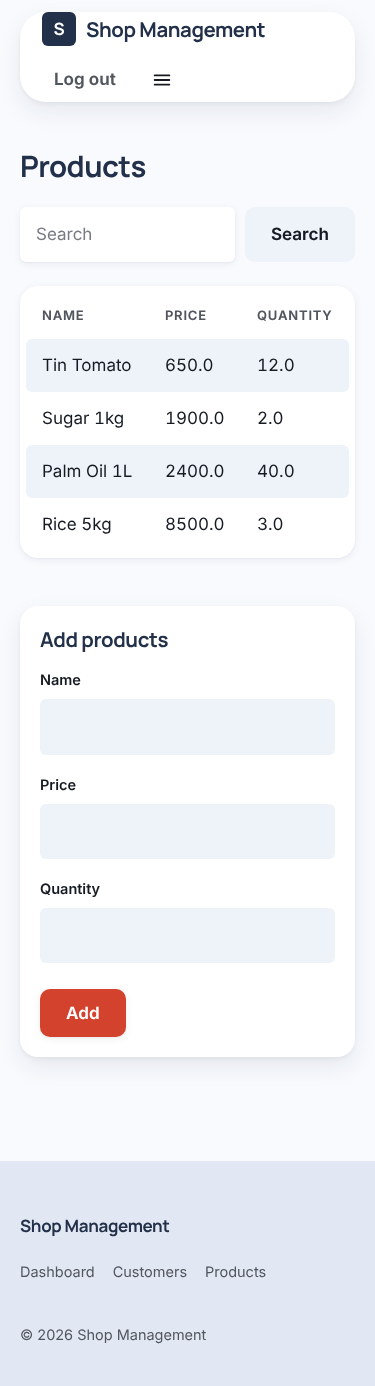 S Shop Management
Log out
Products
Search Search
NAME PRICE QUANTITY
Tin Tomato 650.0 12.0
Sugar 1kg 1900.0 2.0
Palm Oil 1L 2400.0 40.0
Rice 5kg 8500.0 3.0
Add products
Name
Price
Quantity
Add
Shop Management
Dashboard Customers Products
© 2026 Shop Management